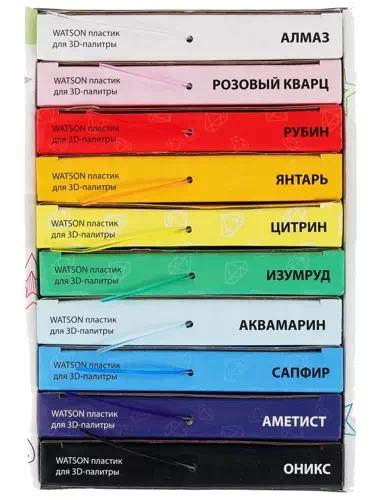 WATSON пластик
для 3D-палитры
АЛМАЗ
WATSON пластик
для 3D-палитры
РОЗОВЫЙ КВАРЦ
WATSON пластик
для 3D-палитры
РУБИН
WATSON пластик
для 3D-палитры
ЯНТАРЬ
WATSON пластик
для 3D-палитры
ЦИТРИН
WATSON пластик
для 3D-палитры
ИЗУМРУД
WATSON пластик
для 3D-палитры
АКВАМАРИН
WATSON пластик
для 3D-палитры
САПФИР
WATSON пластик
для 3D-палитры
АМЕТИСТ
WATSON пластик
для 3D-палитры
ОНИКС